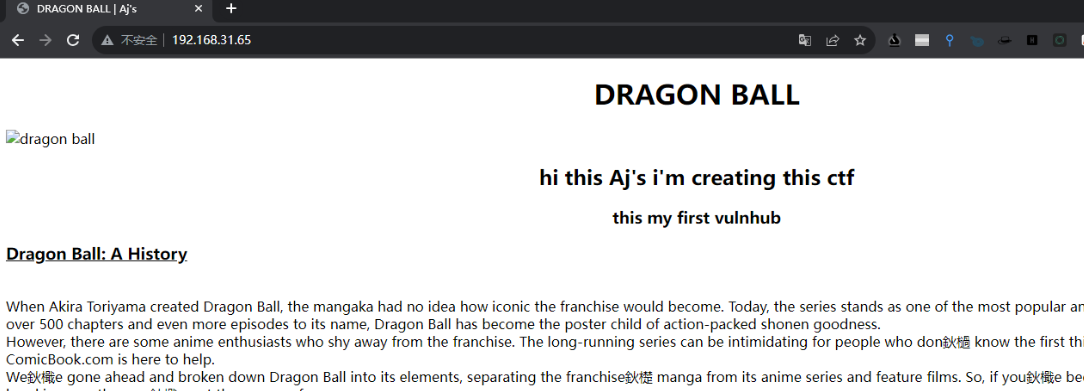 DRAGON BALL | Aj's
不安全 | 192.168.31.65
DRAGON BALL
dragon ball
hi this Aj's i'm creating this ctf
this my first vulnhub
Dragon Ball: A History
When Akira Toriyama created Dragon Ball, the mangaka had no idea how iconic the franchise would become. Today, the series stands as one of the most popular
over 500 chapters and even more episodes to its name, Dragon Ball has become the poster child of action-packed shonen goodness.
However, there are some anime enthusiasts who shy away from the franchise. The long-running series can be intimidating for people who don鈥檛 know the first
ComicBook.com is here to help.
We鈥檝e gone ahead and broken down Dragon Ball into its elements, separating the franchise鈥檚 manga from its anime series and feature films. So, if you鈥檝e